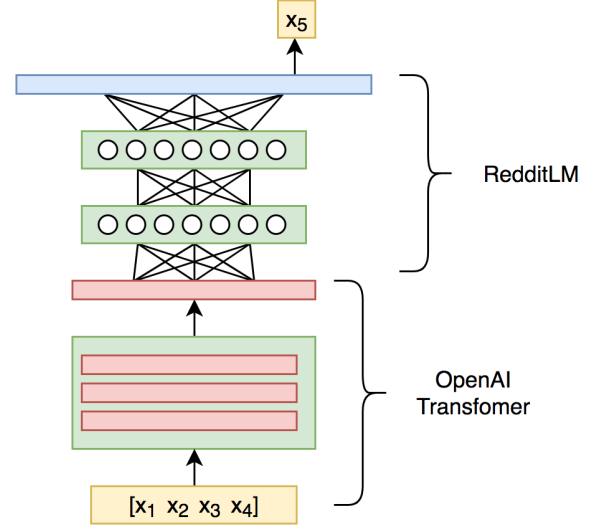 x₅
RedditLM
OpenAI
Transfomer
[x₁ x₂ x₃ x₄]